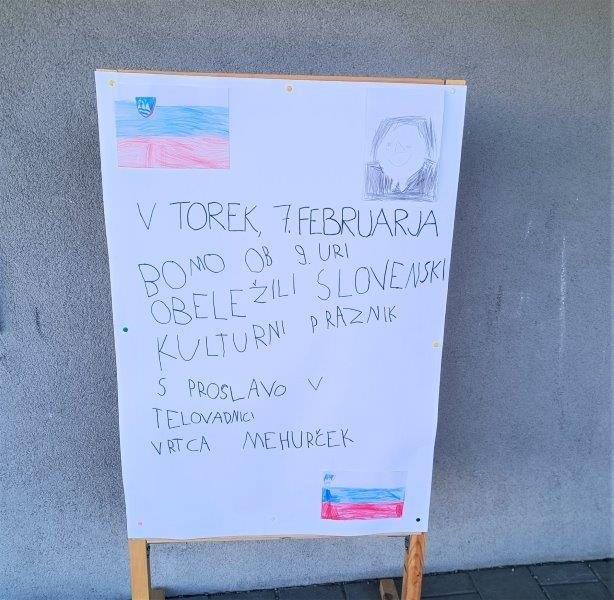 V TOREK, 7. FEBRUARJA
BOMO OB 9. URI
OBELEŽILI SLOVENSKI
KULTURNI PRAZNIK
S PROSLAVO V
TELOVADNICI
VRTCA MEHURČEK